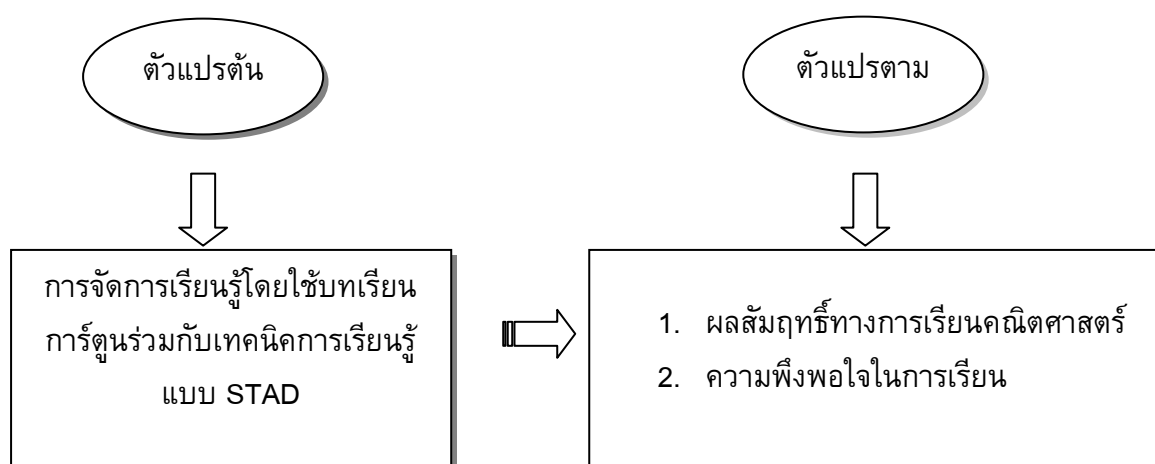 ตัวแปรต้น
ตัวแปรตาม
การจัดการเรียนรู้โดยใช้บทเรียน
การ์ตูนร่วมกับเทคนิคการเรียนรู้
แบบ STAD
1. ผลสัมฤทธิ์ทางการเรียนคณิตศาสตร์
2. ความพึงพอใจในการเรียน